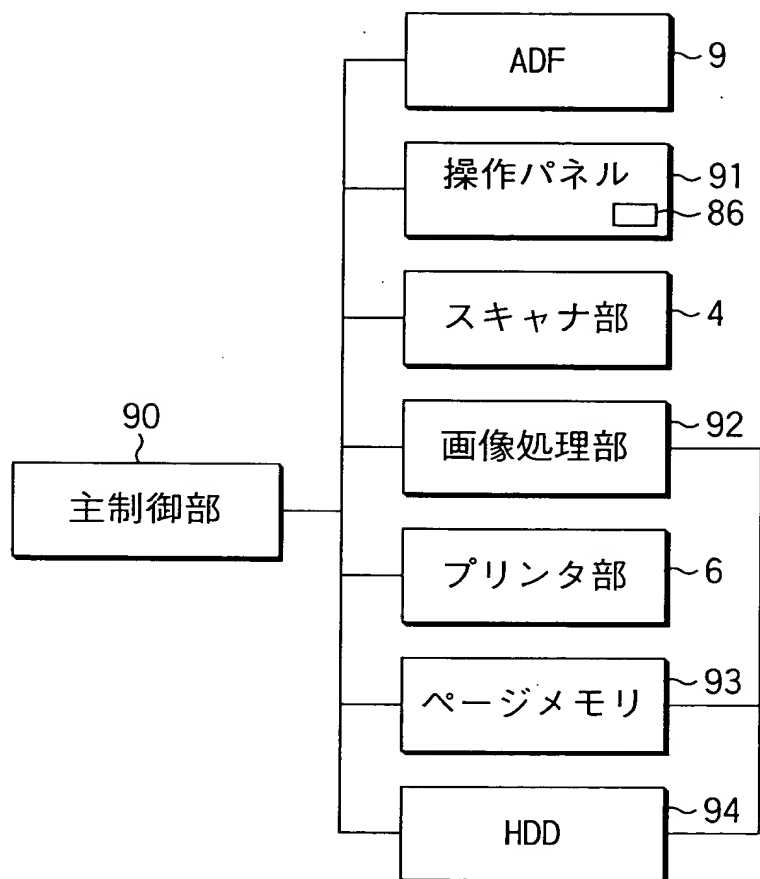 ADF
9
操作パネル
91
86
スキャナ部
4
90
画像処理部
92
主制御部
プリンタ部
6
ページメモリ
93
HDD
94